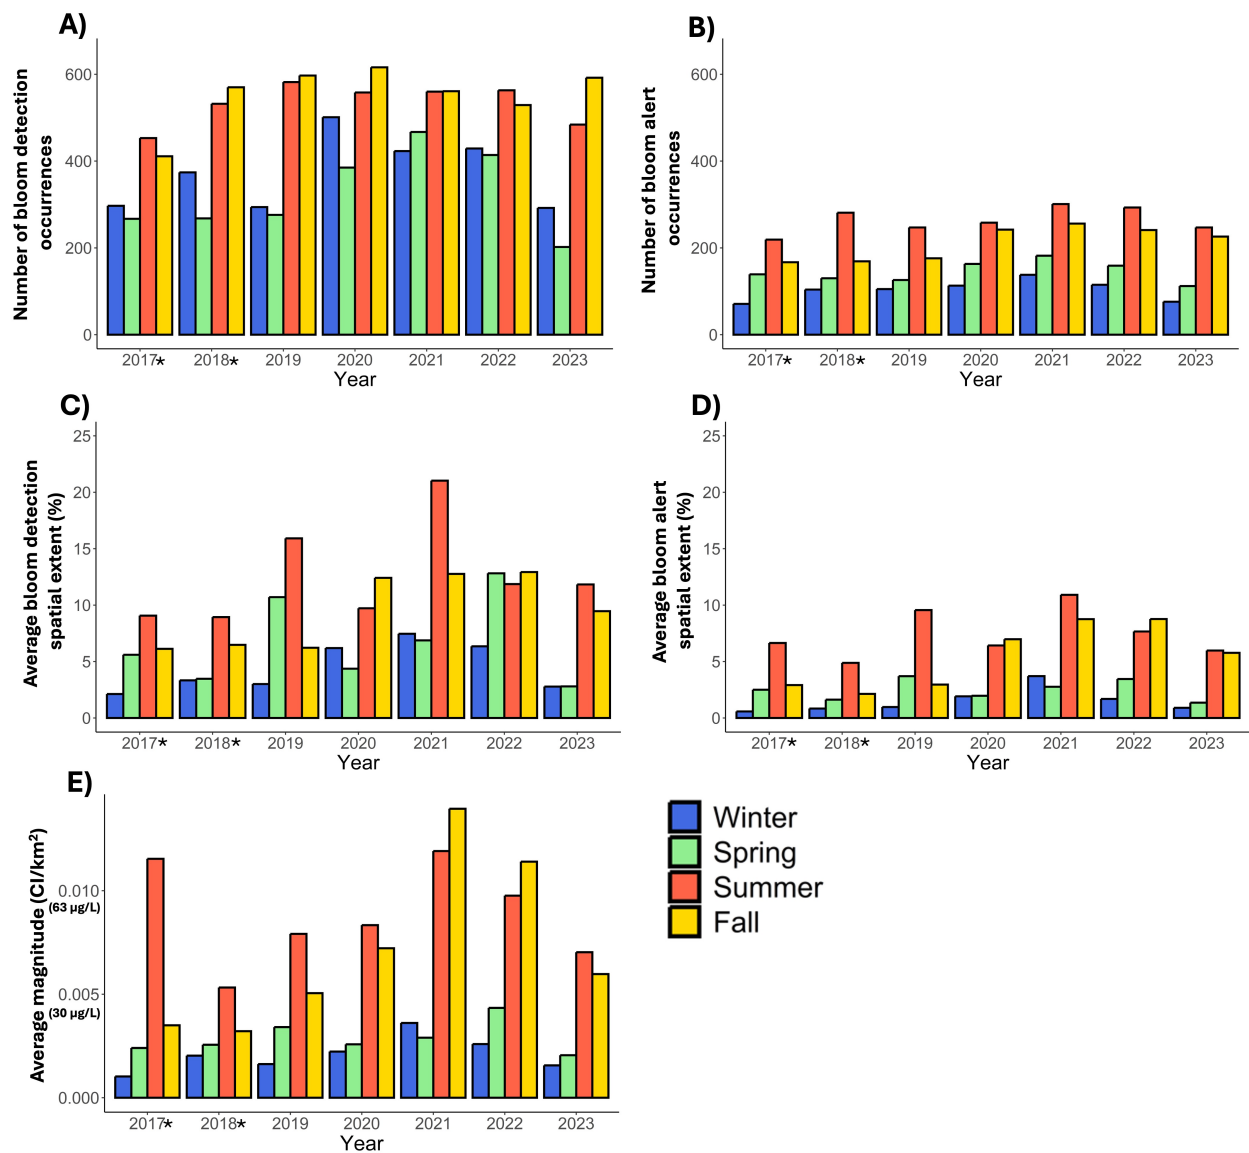 A)
Number of bloom detection
occurrences
600
400
200
0
2017*
2018*
2019
2020
2021
2022
2023
Year
B)
Number of bloom alert
occurrences
600
400
200
0
2017*
2018*
2019
2020
2021
2022
2023
Year
C)
Average bloom detection
spatial extent (%)
25
20
15
10
5
0
2017*
2018*
2019
2020
2021
2022
2023
Year
D)
Average bloom alert
spatial extent (%)
25
20
15
10
5
0
2017*
2018*
2019
2020
2021
2022
2023
Year
E)
Average magnitude (CI/km²)
0.010
(63 µg/L)
0.005
(30 µg/L)
0.000
2017*
2018*
2019
2020
2021
2022
2023
Year
Winter
Spring
Summer
Fall